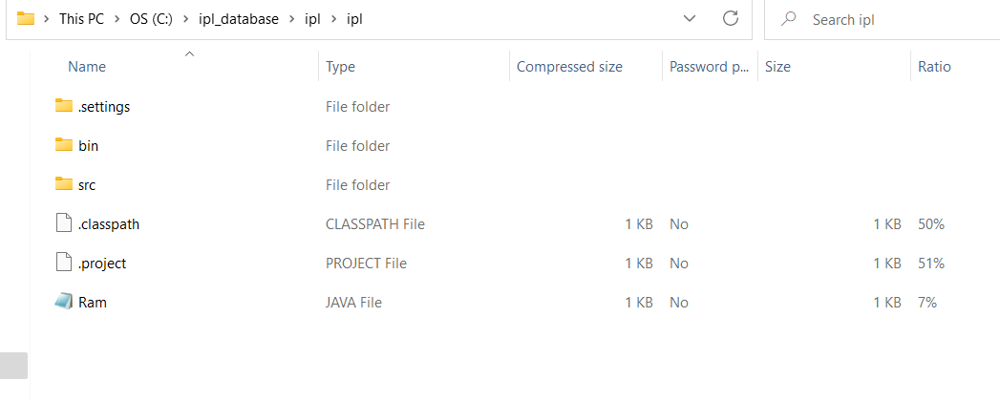 This PC > OS (C:) > ipl_database > ipl > ipl Search ipl
Name Type Compressed size Password p... Size Ratio
.settings File folder
bin File folder
src File folder
.classpath CLASSPATH File 1 KB No 1 KB 50%
.project PROJECT File 1 KB No 1 KB 51%
Ram JAVA File 1 KB No 1 KB 7%